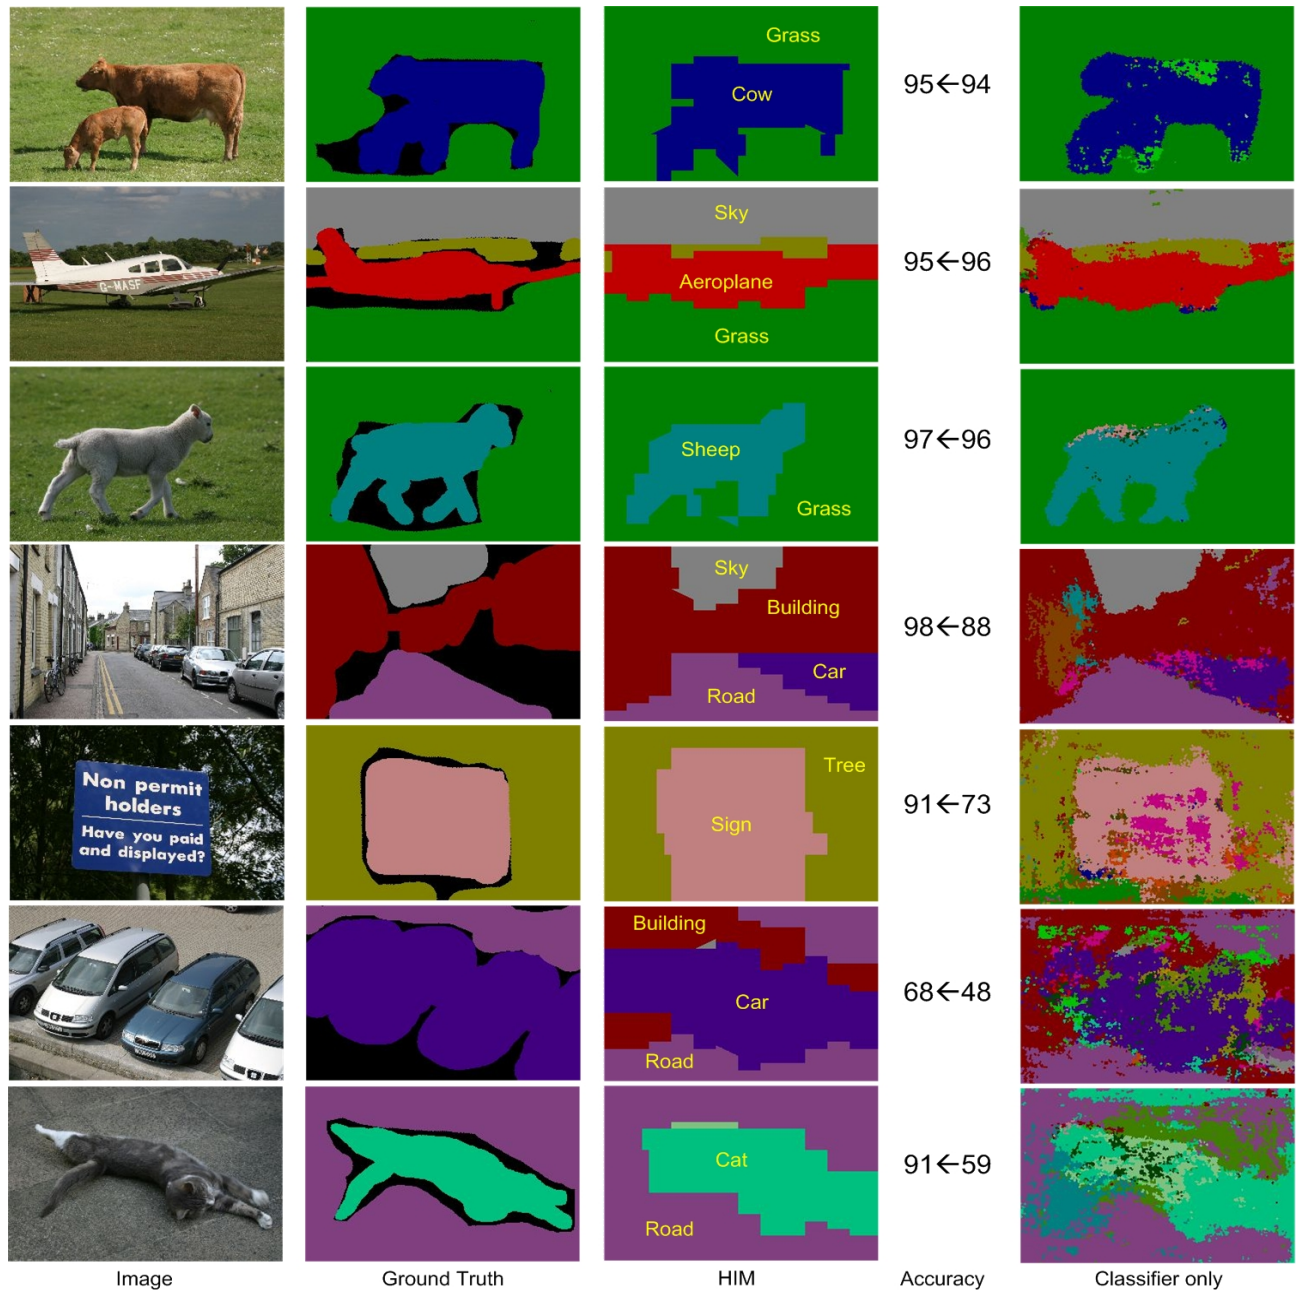 Grass
Cow
95←94
Sky
G-MASF
Aeroplane
95←96
Grass
Sheep
97←96
Grass
Sky
Building
98←88
Car
Road
Non permit
holders
Have you paid
and displayed?
Tree
Sign
91←73
Building
Car
68←48
Road
Cat
91←59
Road
Image
Ground Truth
HIM
Accuracy
Classifier only